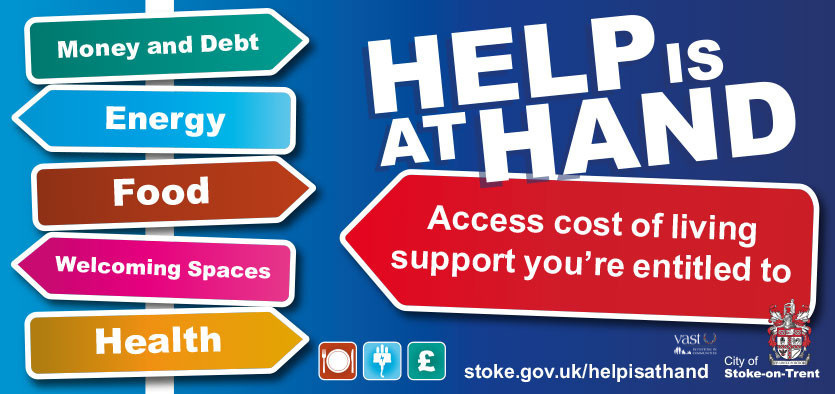 Money and Debt
Energy
Food
Welcoming Spaces
Health
HELP IS
AT HAND
Access cost of living
support you're entitled to
£
stoke.gov.uk/helpisathand
vast
City of
Stoke-on-Trent